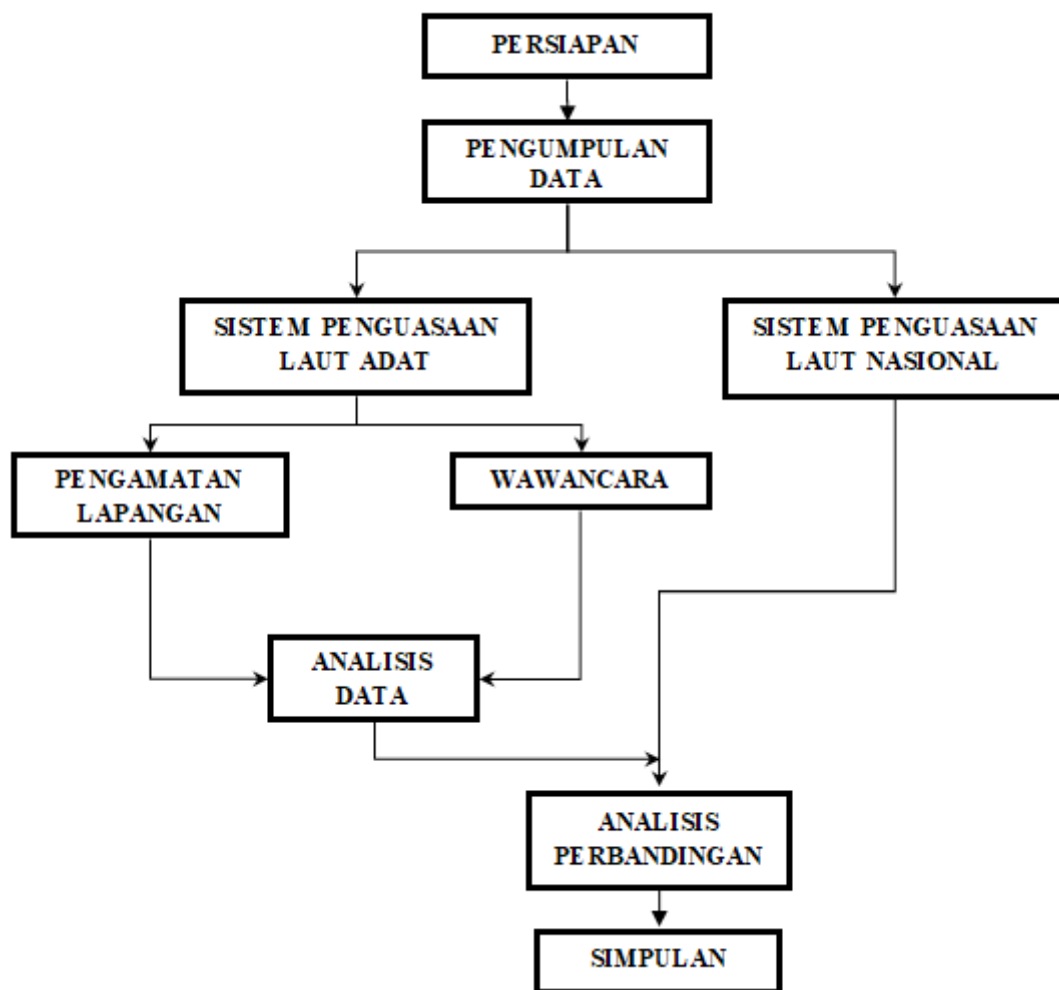 PERSIAPAN
PENGUMPULAN
DATA
SISTEM PENGUASAAN
LAUT ADAT
SISTEM PENGUASAAN
LAUT NASIONAL
PENGAMATAN
LAPANGAN
WAWANCARA
ANALISIS
DATA
ANALISIS
PERBANDINGAN
SIMPULAN